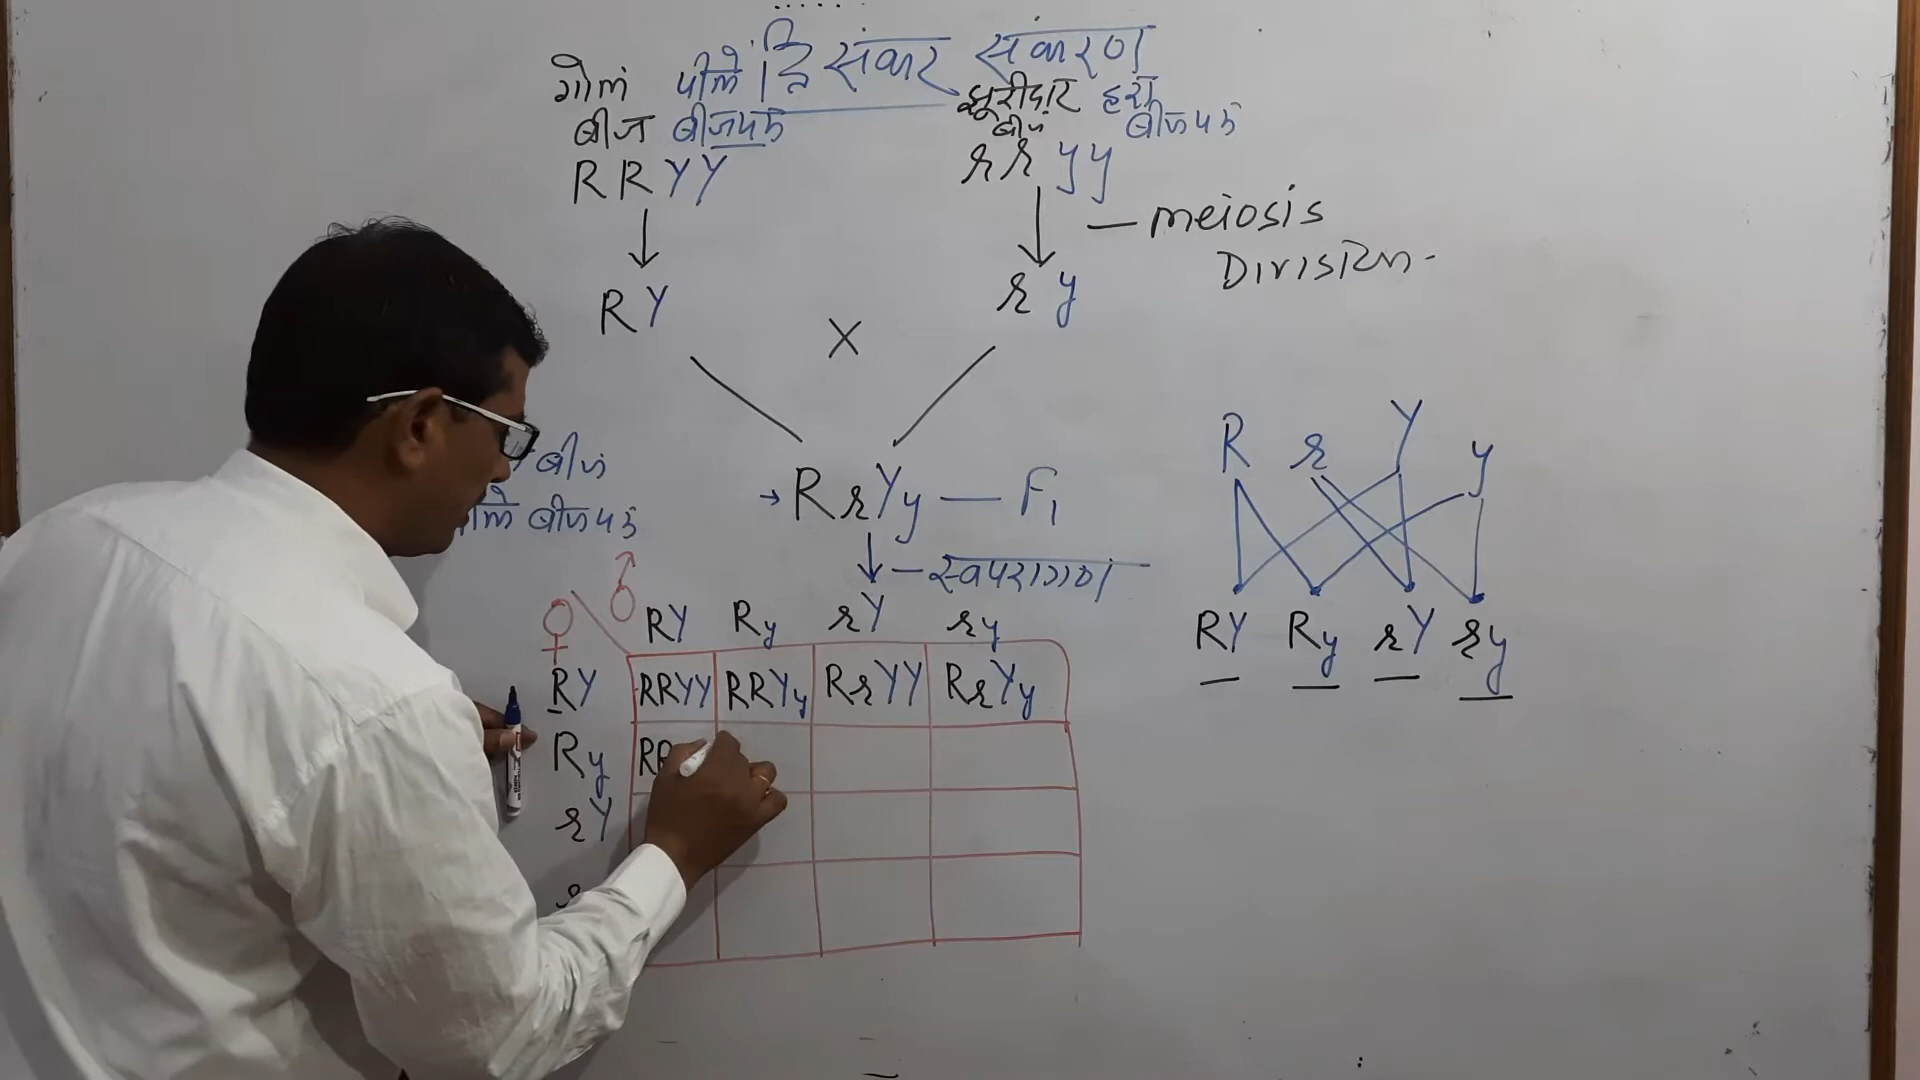 द्विसंकर संकरण
गोल पीले
बीज बीजपत्र
झुर्रीदार हरा
बीज बीजपत्र
RRYY
rryy
— meiosis
Division -
RY
X
ry
R r Y y
बीज
बीजपत्र
→ RrYy — F1
— स्वपरागण
♀ ♂
RY Ry rY ry
RY Ry rY ry
RY RRYY RRYy RrYY RrYy
Ry RR
rY